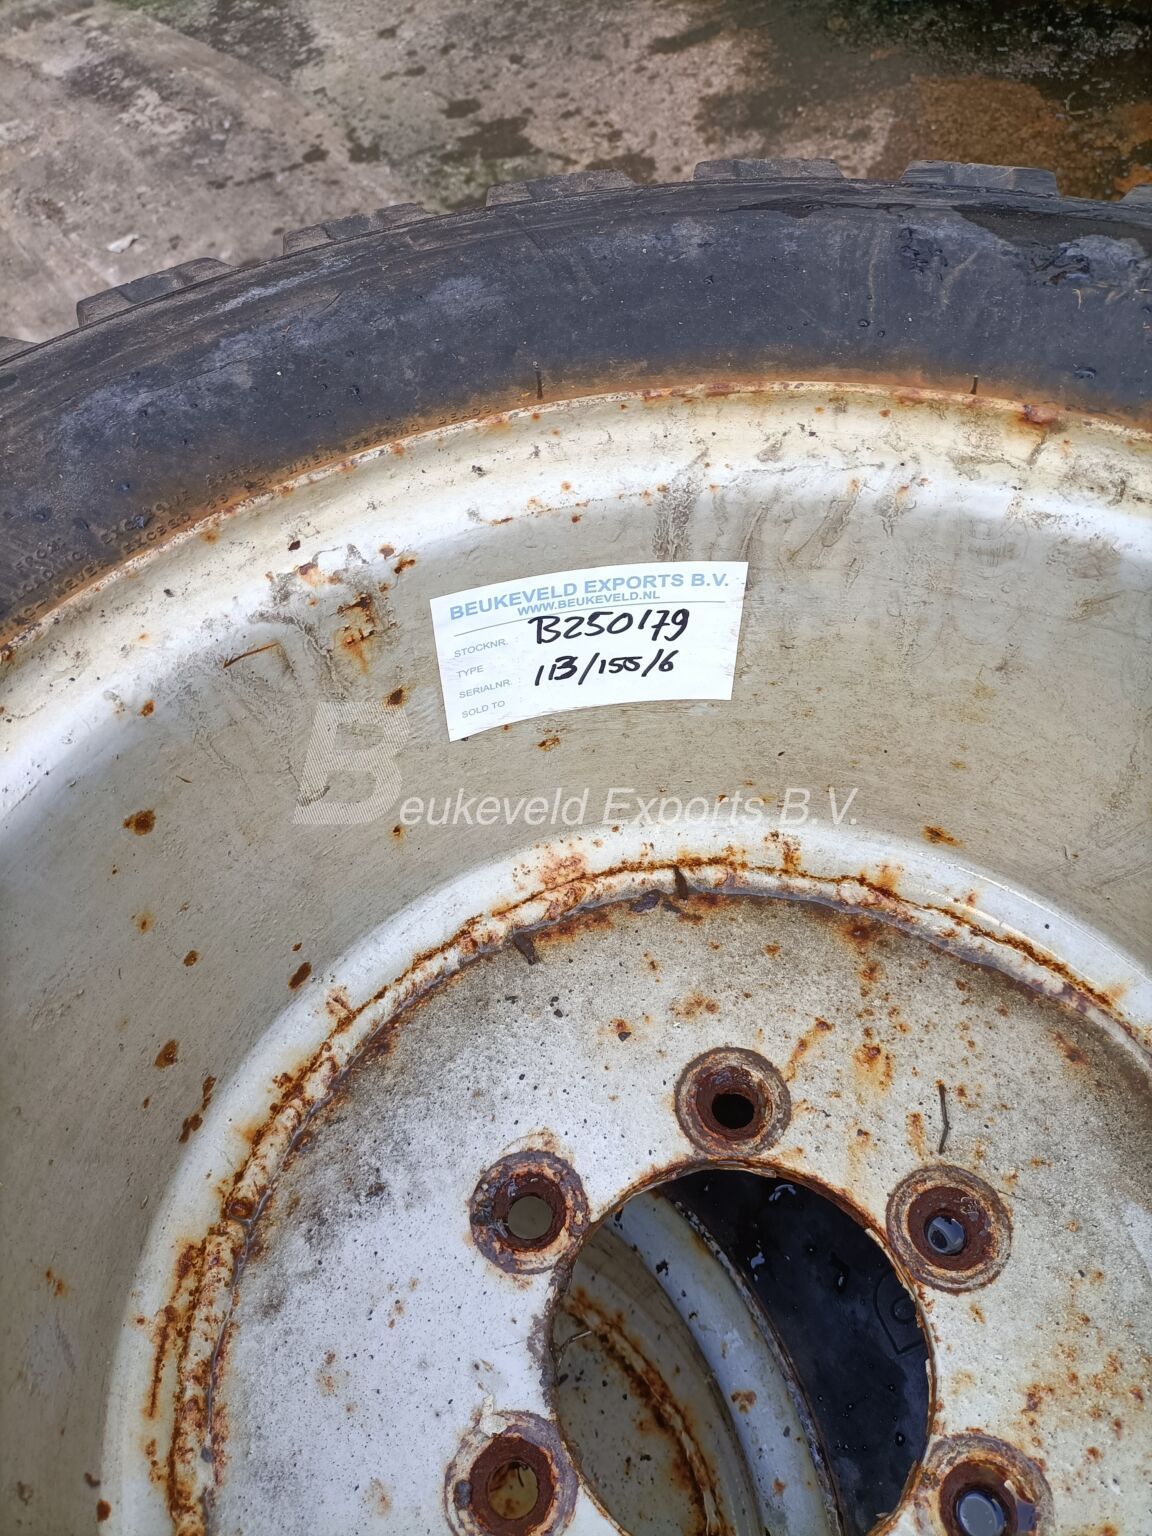 BEUKEVELD EXPORTS B.V.
WWW.BEUKEVELD.NL
STOCKNR. : B250179
TYPE : 113/155/6
SERIALNR. :
SOLD TO :
Beukeveld Exports B.V.